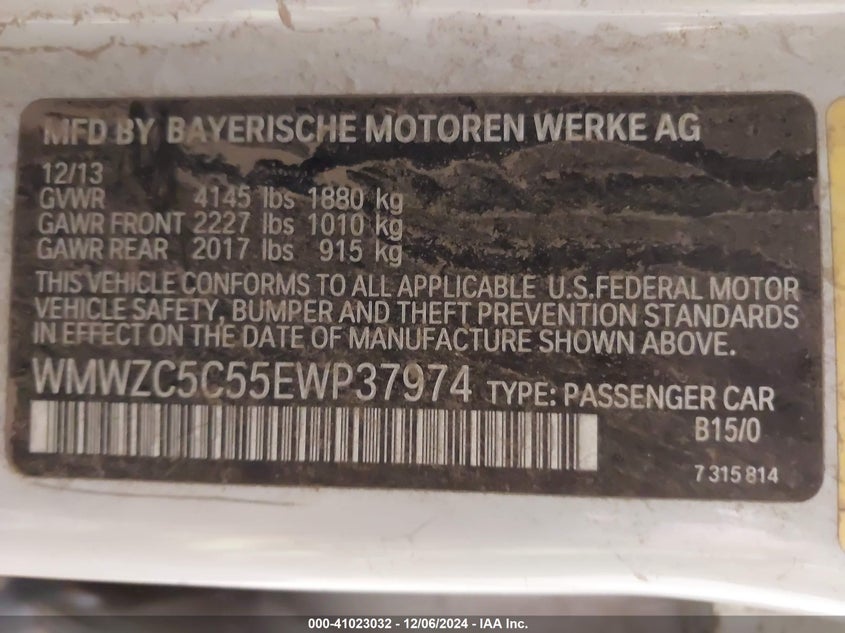 MFD BY BAYERISCHE MOTOREN WERKE AG
12/13
GVWR 4145 lbs 1880 kg
GAWR FRONT 2227 lbs 1010 kg
GAWR REAR 2017 lbs 915 kg
THIS VEHICLE CONFORMS TO ALL APPLICABLE U.S.FEDERAL MOTOR
VEHICLE SAFETY, BUMPER AND THEFT PREVENTION STANDARDS
IN EFFECT ON THE DATE OF MANUFACTURE SHOWN ABOVE.
WMWZC5C55EWP37974 TYPE: PASSENGER CAR
B15/0
7 315 814
000-41023032 - 12/06/2024 - IAA Inc.